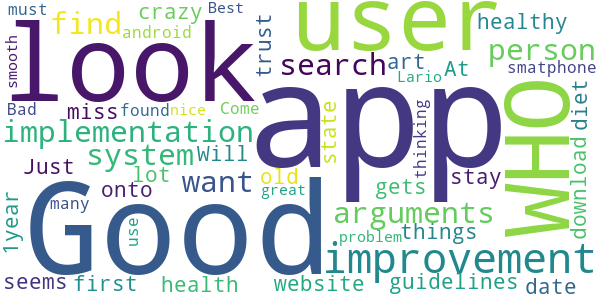 must
Best
crazy
android
look
find
user
healthy
person
smooth
trust
search
art
At
smatphone
Lario
Bad
miss
found
nice
Come
app
WHO
diet
implementation
state
thinking
Just
system
Will
lot
onto
want
old
great
gets
stay
download
1year
many
Good
use
arguments
things
problem
improvement
seems
first
health
website
guidelines
date